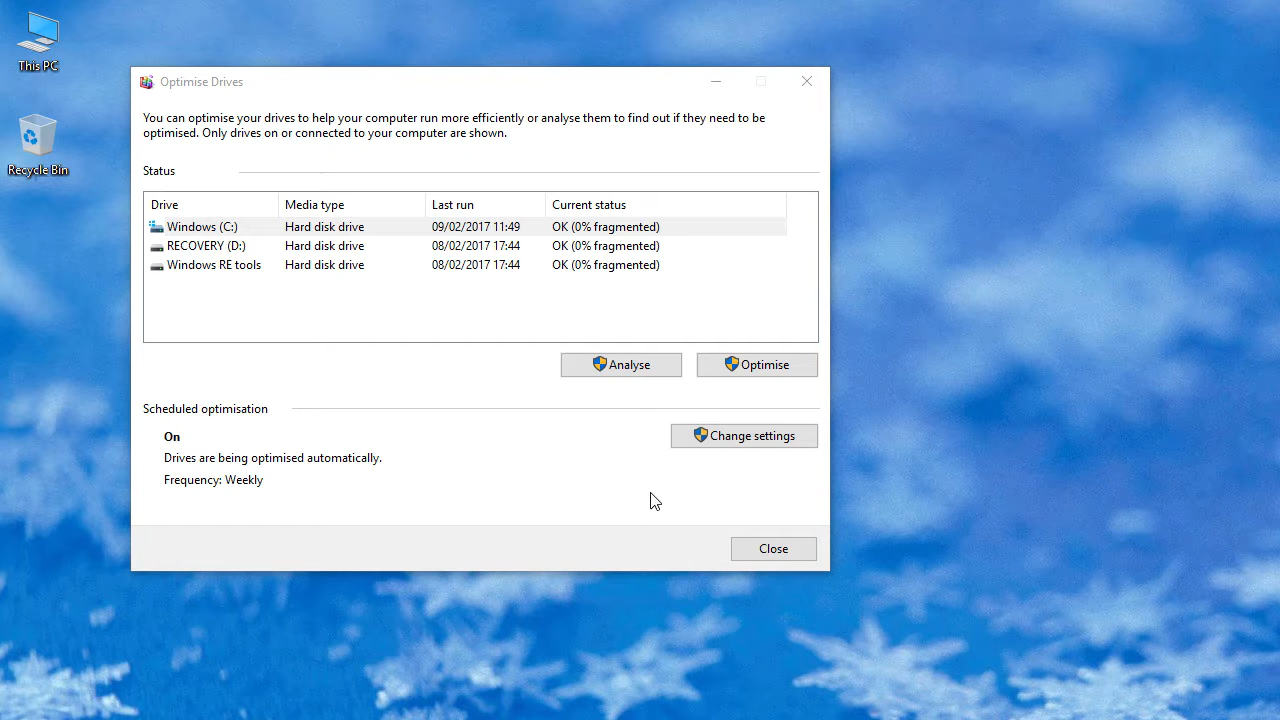 This PC
Recycle Bin
Optimise Drives
You can optimise your drives to help your computer run more efficiently or analyse them to find out if they need to be
optimised. Only drives on or connected to your computer are shown.
Status
Drive Media type Last run Current status
Windows (C:) Hard disk drive 09/02/2017 11:49 OK (0% fragmented)
RECOVERY (D:) Hard disk drive 08/02/2017 17:44 OK (0% fragmented)
Windows RE tools Hard disk drive 08/02/2017 17:44 OK (0% fragmented)
Analyse Optimise
Scheduled optimisation
On
Change settings
Drives are being optimised automatically.
Frequency: Weekly
Close